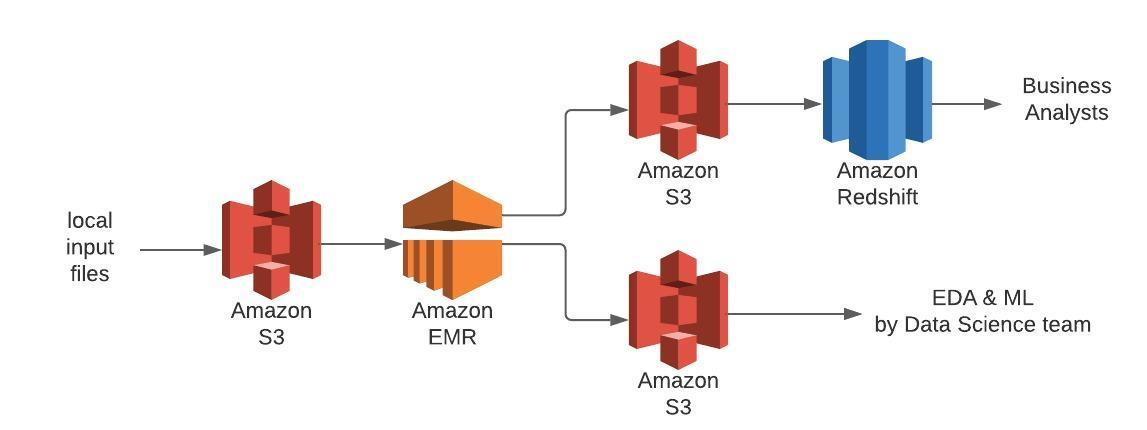 local
input
files
Amazon
S3
Amazon
EMR
Amazon
S3
Amazon
Redshift
Business
Analysts
Amazon
S3
EDA & ML
by Data Science team